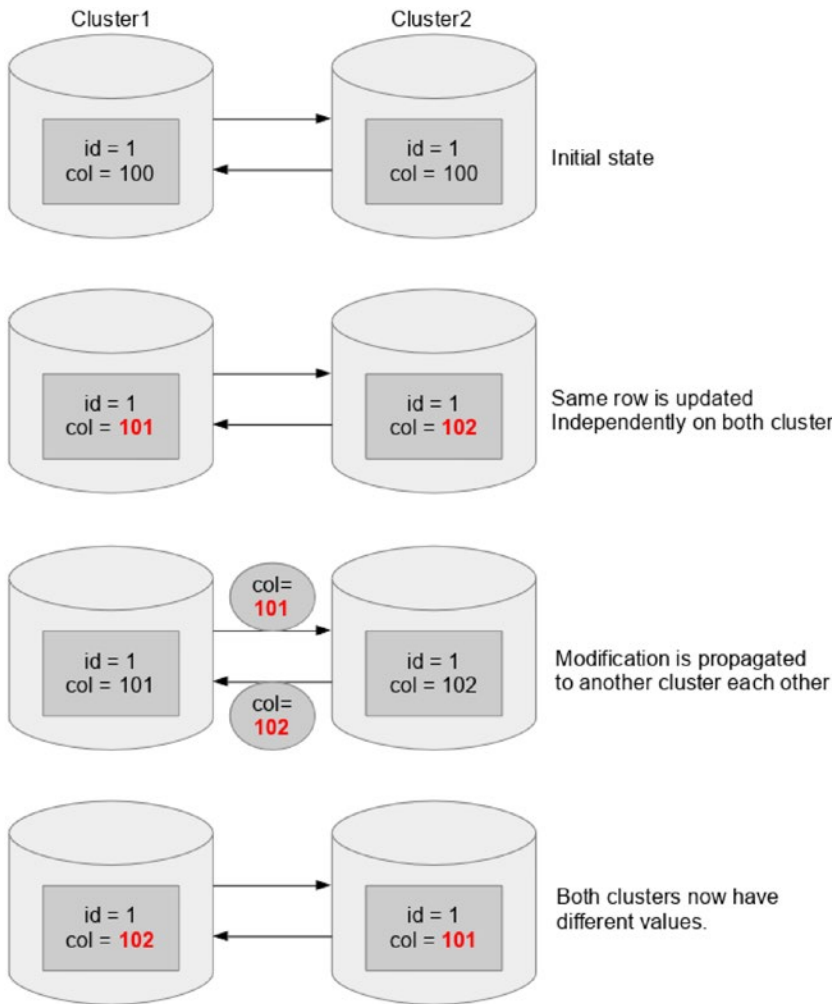 Cluster1
Cluster2
id = 1
col = 100
id = 1
col = 100
Initial state
id = 1
col = 101
id = 1
col = 102
Same row is updated
Independently on both cluster
col=
101
id = 1
col = 101
id = 1
col = 102
col=
102
Modification is propagated
to another cluster each other
id = 1
col = 102
id = 1
col = 101
Both clusters now have
different values.